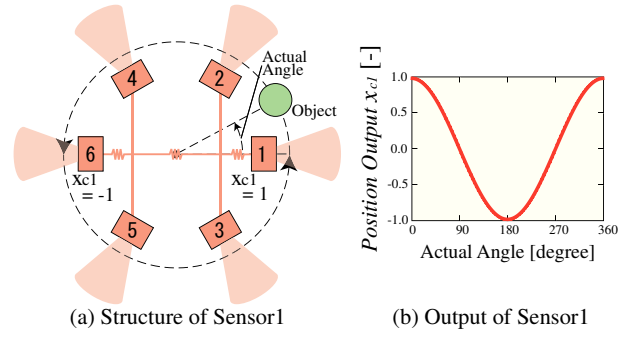 4
2
Actual
Angle
Object
6
1
xc1
= -1
xc1
= 1
5
3
(a) Structure of Sensor1
Position Output xc1 [-]
1.0
0.5
0.0
-0.5
-1.0
0
90
180
270
360
Actual Angle [degree]
(b) Output of Sensor1